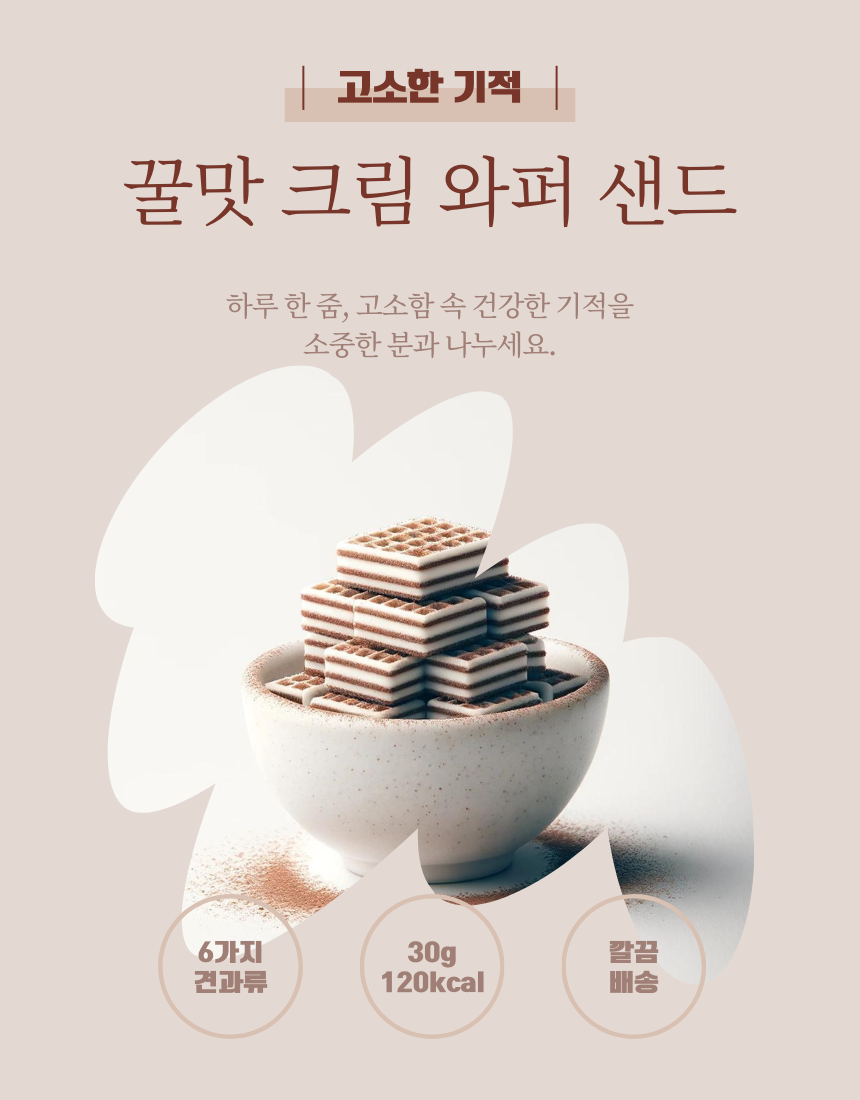 고소한 기적
꿀맛 크림 와퍼 샌드
하루 한 줌, 고소함 속 건강한 기적을
소중한 분과 나누세요.
6가지
견과류
30g
120kcal
깔끔
배송